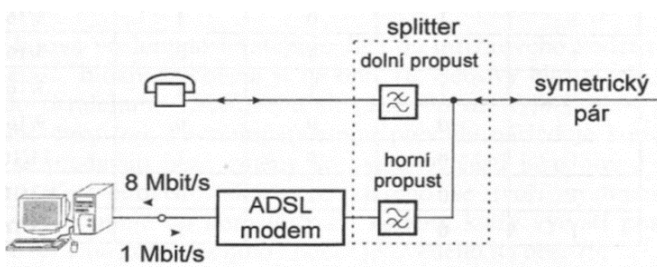 splitter
dolní propust
symetrický
pár
horní
propust
8 Mbit/s
ADSL
modem
1 Mbit/s